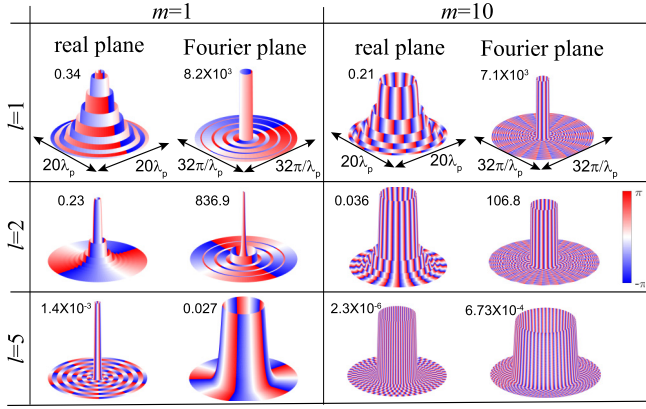 m=1 m=10
real plane Fourier plane real plane Fourier plane
l=1 0.34 8.2X10³ 0.21 7.1X10³
20λₚ 20λₚ 32π/λₚ 32π/λₚ 20λₚ 20λₚ 32π/λₚ 32π/λₚ
l=2 0.23 836.9 0.036 106.8
π
-π
l=5 1.4X10⁻³ 0.027 2.3X10⁻⁶ 6.73X10⁻⁴